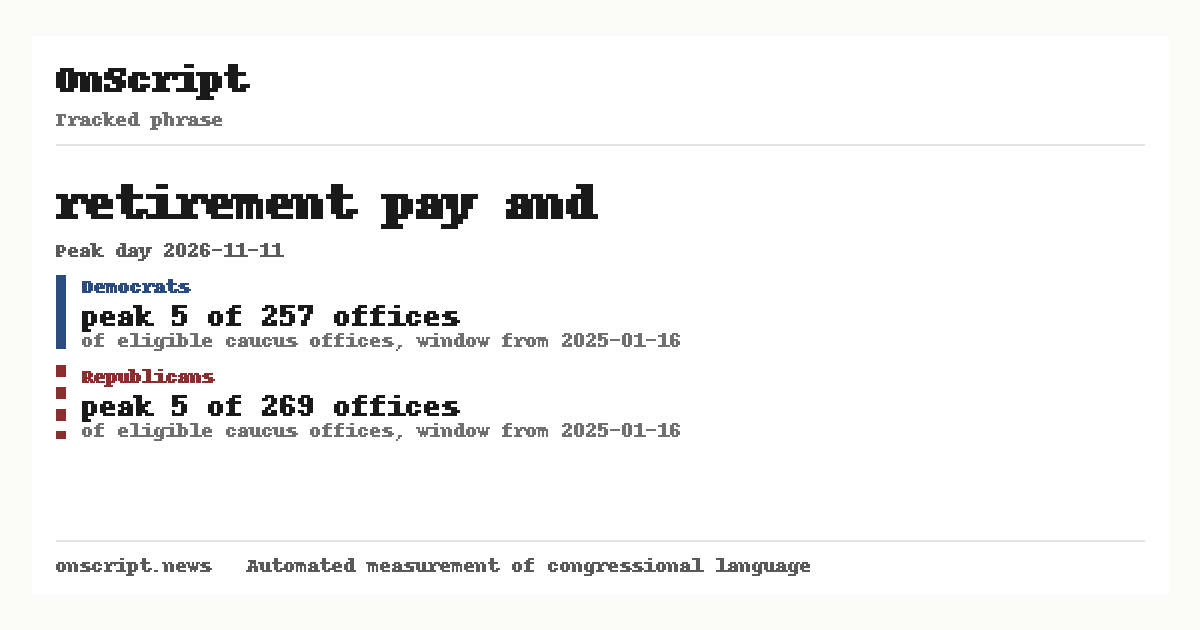 OnScript
Tracked phrase
retirement pay and
Peak day 2026-11-11
Democrats
peak 5 of 257 offices
of eligible caucus offices, window from 2025-01-16
Republicans
peak 5 of 269 offices
of eligible caucus offices, window from 2025-01-16
onscript.news Automated measurement of congressional language